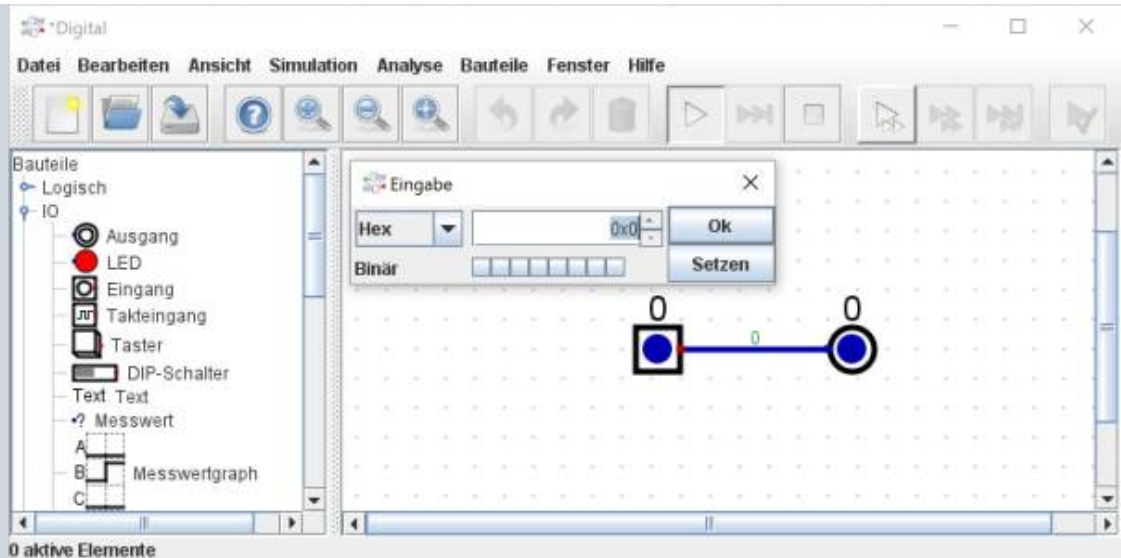 *Digital
Datei Bearbeiten Ansicht Simulation Analyse Bauteile Fenster Hilfe
Bauteile
Logisch
IO
Ausgang
LED
Eingang
Takteingang
Taster
DIP-Schalter
Text Text
? Messwert
A
B Messwertgraph
C
Eingabe
Hex 0x0 Ok
Binär Setzen
0 0
0
0 aktive Elemente